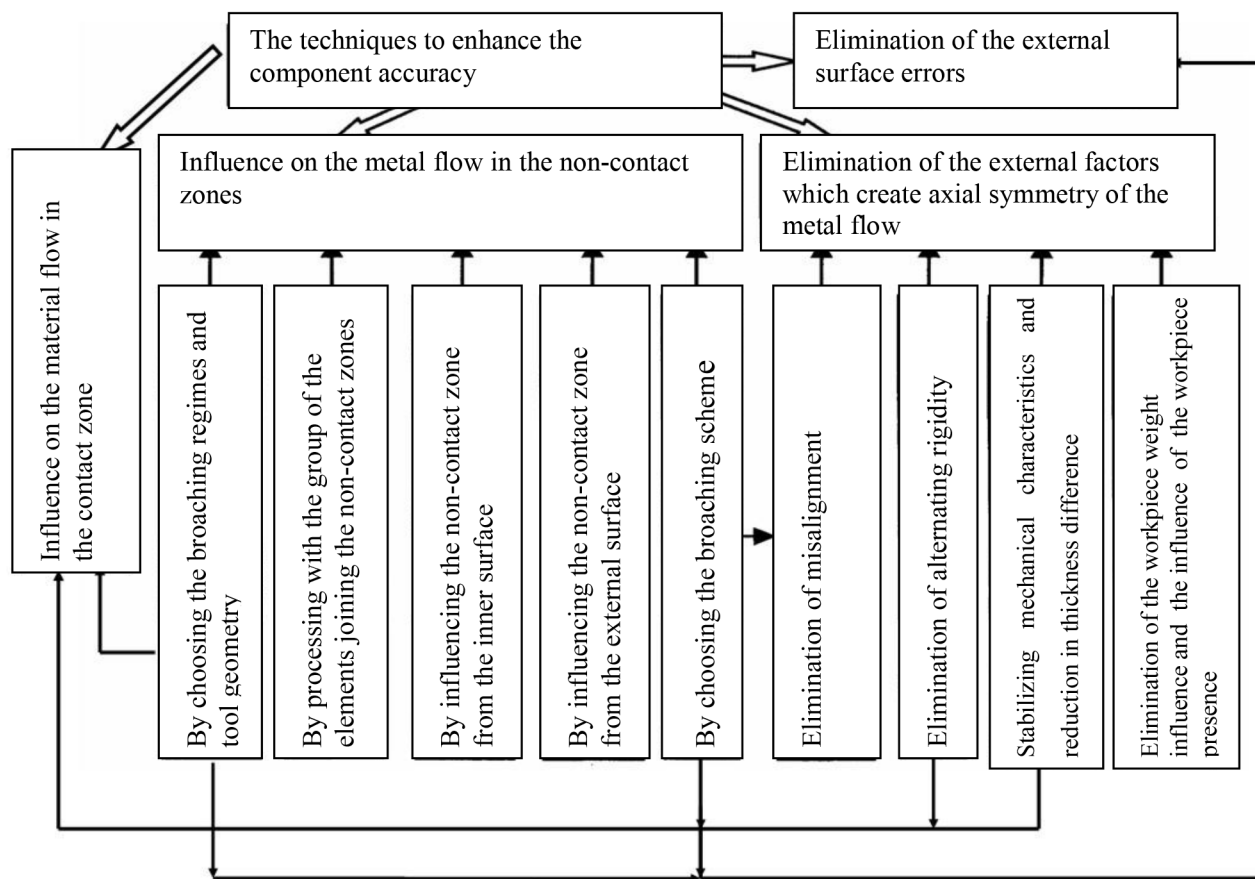 The techniques to enhance the
component accuracy
Elimination of the external
surface errors
Influence on the metal flow in the non-contact
zones
Elimination of the external factors
which create axial symmetry of the
metal flow
Influence on the material flow in
the contact zone
By choosing the broaching regimes and
tool geometry
By processing with the group of the
elements joining the non-contact zones
By influencing the non-contact zone
from the inner surface
By influencing the non-contact zone
from the external surface
By choosing the broaching scheme
Elimination of misalignment
Elimination of alternating rigidity
Stabilizing mechanical characteristics and
reduction in thickness difference
Elimination of the workpiece weight
influence and the influence of the workpiece
presence